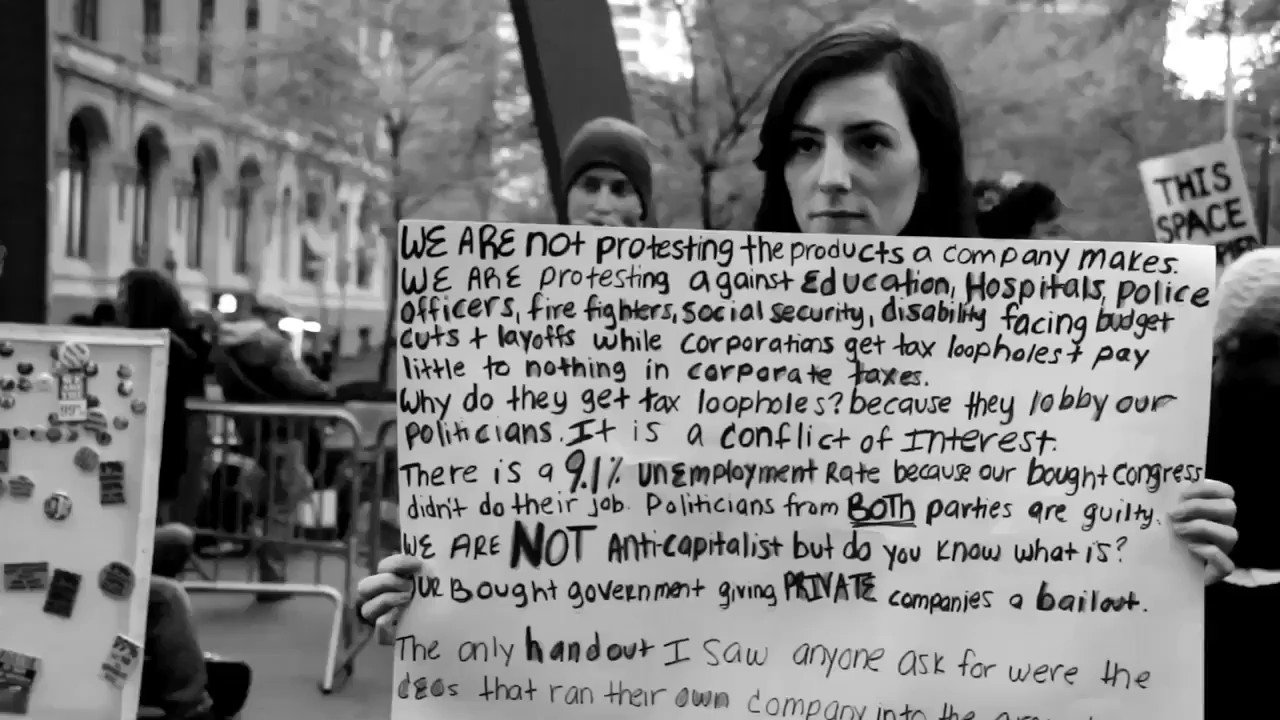 WE ARE not protesting the products a company makes.
WE ARE protesting against Education, Hospitals, police
officers, fire fighters, social security, disability facing budget
cuts + layoffs while corporations get tax loopholes + pay
little to nothing in corporate taxes.
Why do they get tax loopholes? because they lobby our
politicians. It is a conflict of Interest.
There is a 9.1% unEmployment Rate because our bought congress
didn't do their job. Politicians from BOTH parties are guilty.
WE ARE NOT Anti-capitalist but do you know what is?
OUR Bought government giving PRIVATE companies a bailout.
The only handout I saw anyone ask for were the
CEOs that ran their own company into the
THIS
SPACE